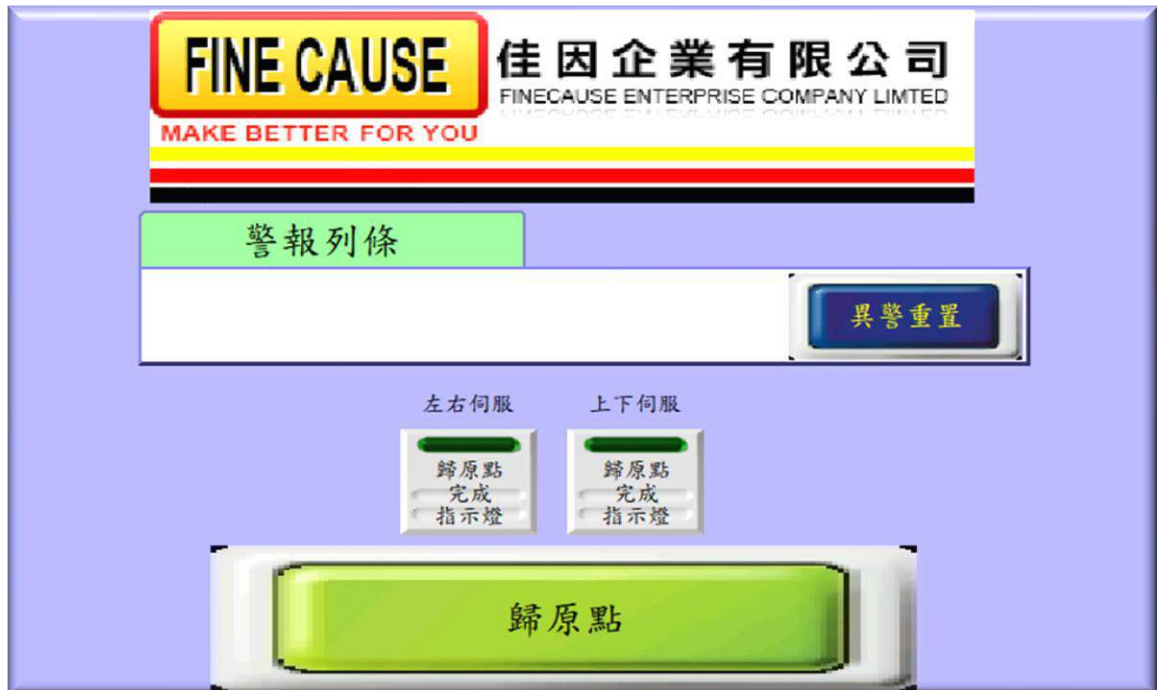 FINE CAUSE
MAKE BETTER FOR YOU
佳因企業有限公司
FINECAUSE ENTERPRISE COMPANY LIMTED
警報列條
異警重置
左右伺服
上下伺服
歸原點
完成
指示燈
歸原點
完成
指示燈
歸原點